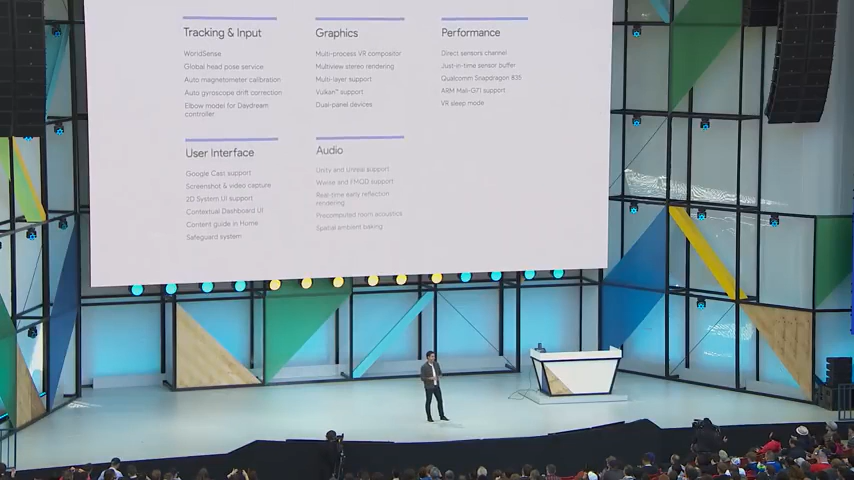 Tracking & Input
WorldSense
Global head pose service
Auto magnetometer calibration
Auto gyroscope drift correction
Elbow model for Daydream
controller
Graphics
Multi-process VR compositor
Multiview stereo rendering
Multi-layer support
Vulkan™ support
Dual-panel devices
Performance
Direct sensors channel
Just-in-time sensor buffer
Qualcomm Snapdragon 835
ARM Mali-G71 support
VR sleep mode
User Interface
Google Cast support
Screenshot & video capture
2D System UI support
Contextual Dashboard UI
Content guide in Home
Safeguard system
Audio
Unity and Unreal support
Wwise and FMOD support
Real-time early reflection
rendering
Precomputed room acoustics
Spatial ambient baking